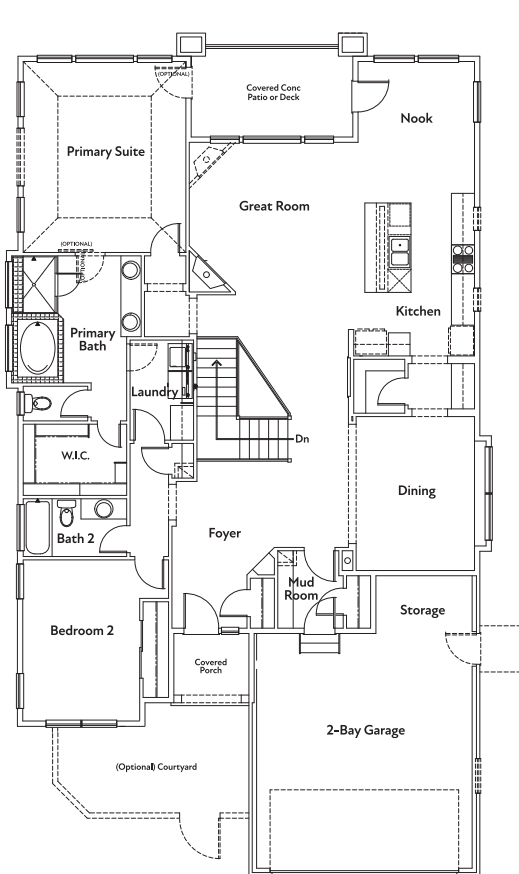 (OPTIONAL)
Covered Conc
Patio or Deck
Nook
Primary Suite
Great Room
(OPTIONAL)
(OPTIONAL)
Kitchen
Primary
Bath
Laundry
Dn
W.I.C.
Dining
Foyer
Bath 2
Mud
Room
Storage
Bedroom 2
Covered
Porch
2-Bay Garage
(Optional) Courtyard